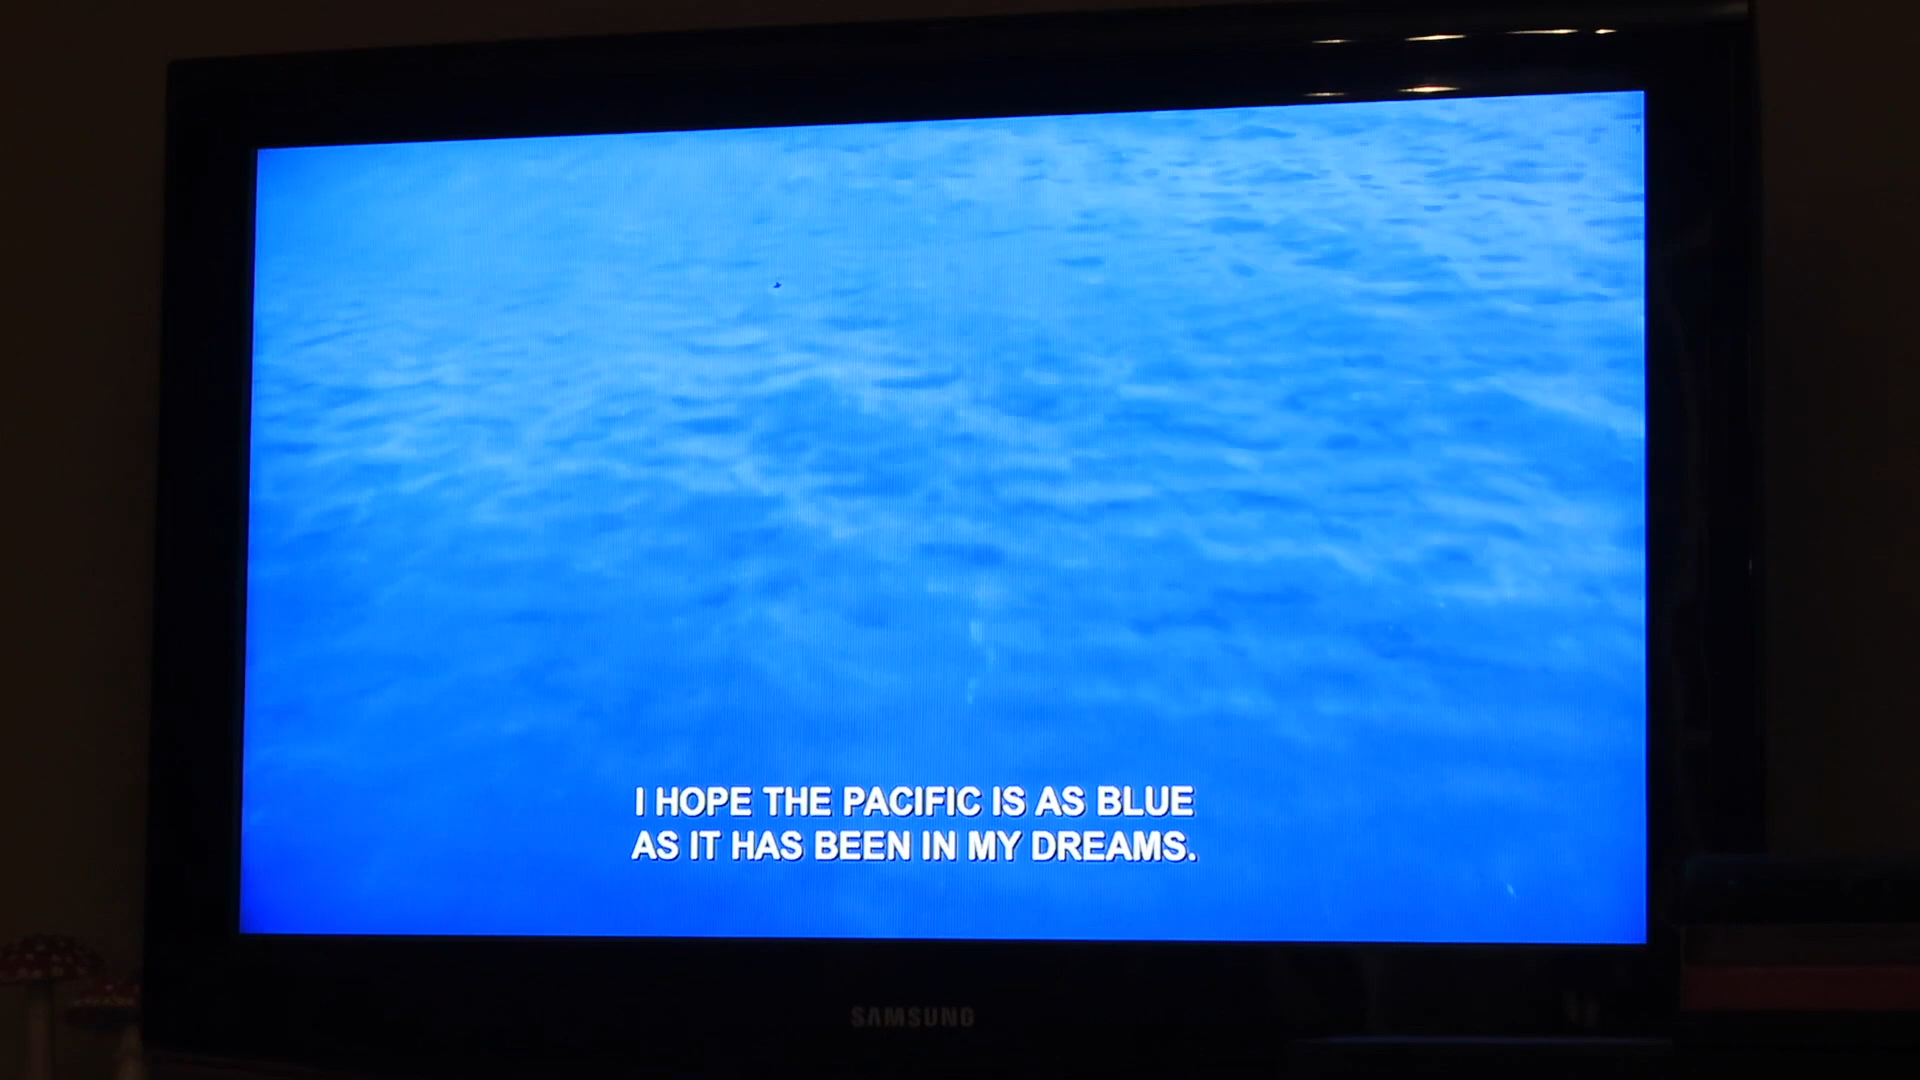 I HOPE THE PACIFIC IS AS BLUE
AS IT HAS BEEN IN MY DREAMS.
SAMSUNG